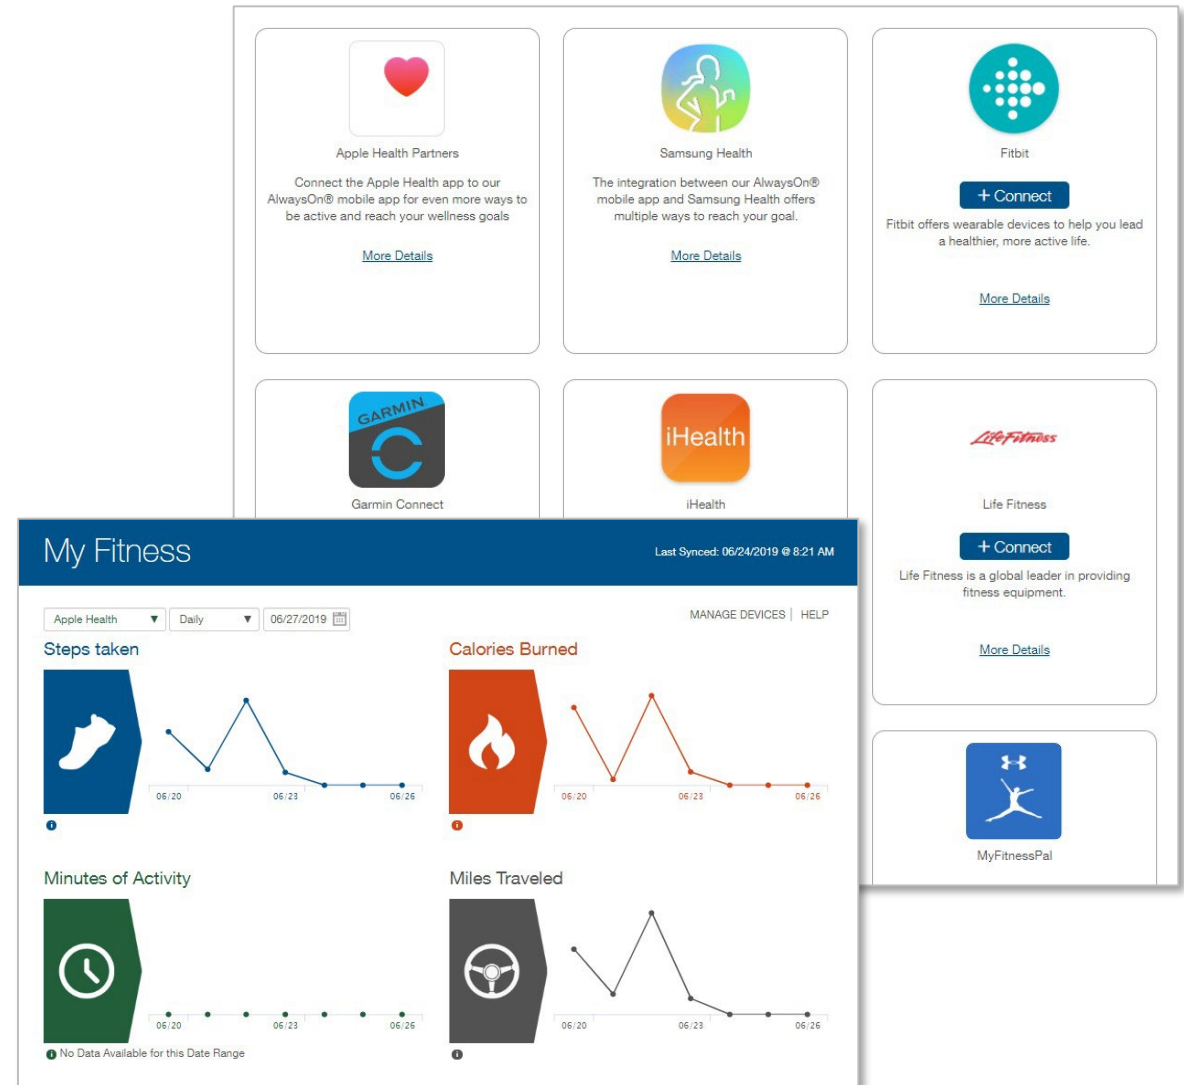 Apple Health Partners
Connect the Apple Health app to our
AlwaysOn® mobile app for even more ways to
be active and reach your wellness goals
More Details
Samsung Health
The integration between our AlwaysOn®
mobile app and Samsung Health offers
multiple ways to reach your goal.
More Details
Fitbit
+ Connect
Fitbit offers wearable devices to help you lead
a healthier, more active life.
More Details
GARMIN
Garmin Connect
iHealth
iHealth
LifeFitness
Life Fitness
+ Connect
Life Fitness is a global leader in providing
fitness equipment.
More Details
MyFitnessPal
My Fitness
Last Synced: 06/24/2019 @ 8:21 AM
Apple Health
Daily
06/27/2019
MANAGE DEVICES | HELP
Steps taken
06/20 06/23 06/26
Calories Burned
06/20 06/23 06/26
Minutes of Activity
06/20 06/23 06/26
No Data Available for this Date Range
Miles Traveled
06/20 06/23 06/26